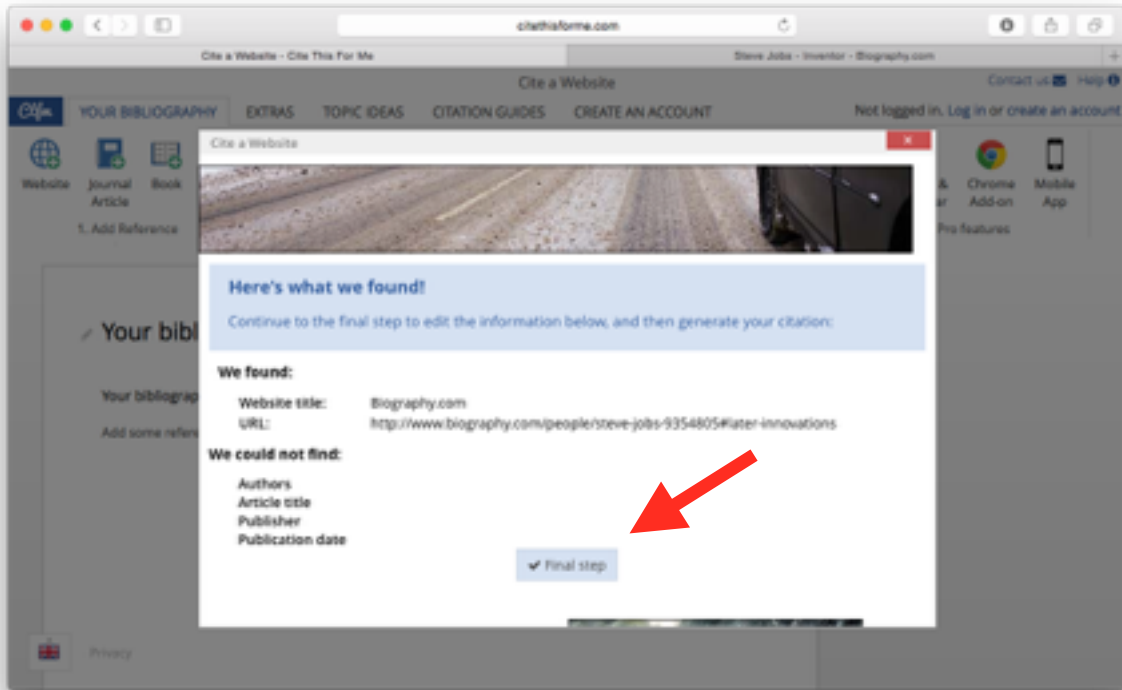 citethisforme.com
Cite a Website - Cite This For Me
Steve Jobs - Inventor - Biography.com
Cite a Website
Contact us
Help
YOUR BIBLIOGRAPHY
EXTRAS
TOPIC IDEAS
CITATION GUIDES
CREATE AN ACCOUNT
Not logged in. Log in or create an account
Website
Journal
Article
Book
&
Chrome
Add-on
Mobile
App
1. Add Reference
Pro features
Cite a Website
Here's what we found!
Continue to the final step to edit the information below, and then generate your citation:
We found:
Website title: Biography.com
URL: http://www.biography.com/people/steve-jobs-9354805#later-innovations
We could not find:
Authors
Article title
Publisher
Publication date
Final step
Your bibl
Your bibliograp
Add some refere
Privacy